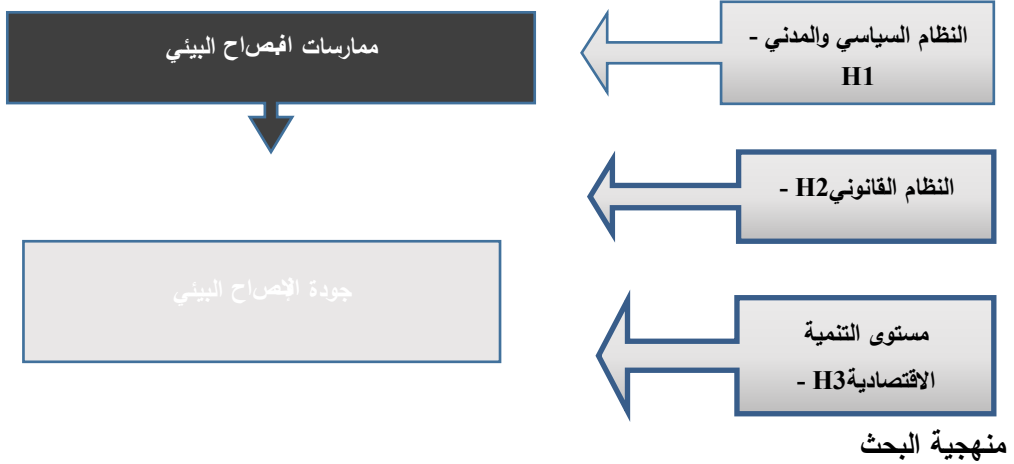 ممارسات افصاح البيئي
النظام السياسي والمدني -
H1
النظام القانونيH2 -
جودة الإفصاح البيئي
مستوى التنمية
الاقتصاديةH3 -
منهجية البحث